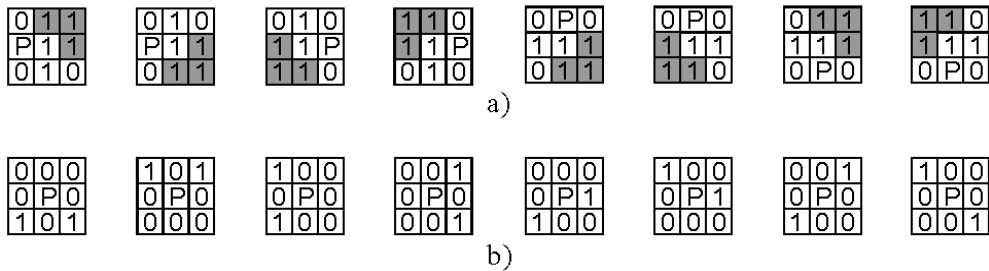 0 1 1 0 1 0 0 1 0 1 1 0 0 P 0 0 P 0 0 1 1 1 1 0
P 1 1 P 1 1 1 1 P 1 1 P 1 1 1 1 1 1 1 1 1 1 1 1
0 1 0 0 1 1 1 1 0 0 1 0 0 1 1 1 1 0 0 P 0 0 P 0
a)
0 0 0 1 0 1 1 0 0 0 0 1 0 0 0 1 0 0 0 0 1 1 0 0
0 P 0 0 P 0 0 P 0 0 P 0 0 P 1 0 P 1 0 P 0 0 P 0
1 0 1 0 0 0 1 0 0 0 0 1 1 0 0 0 0 0 1 0 0 0 0 1
b)